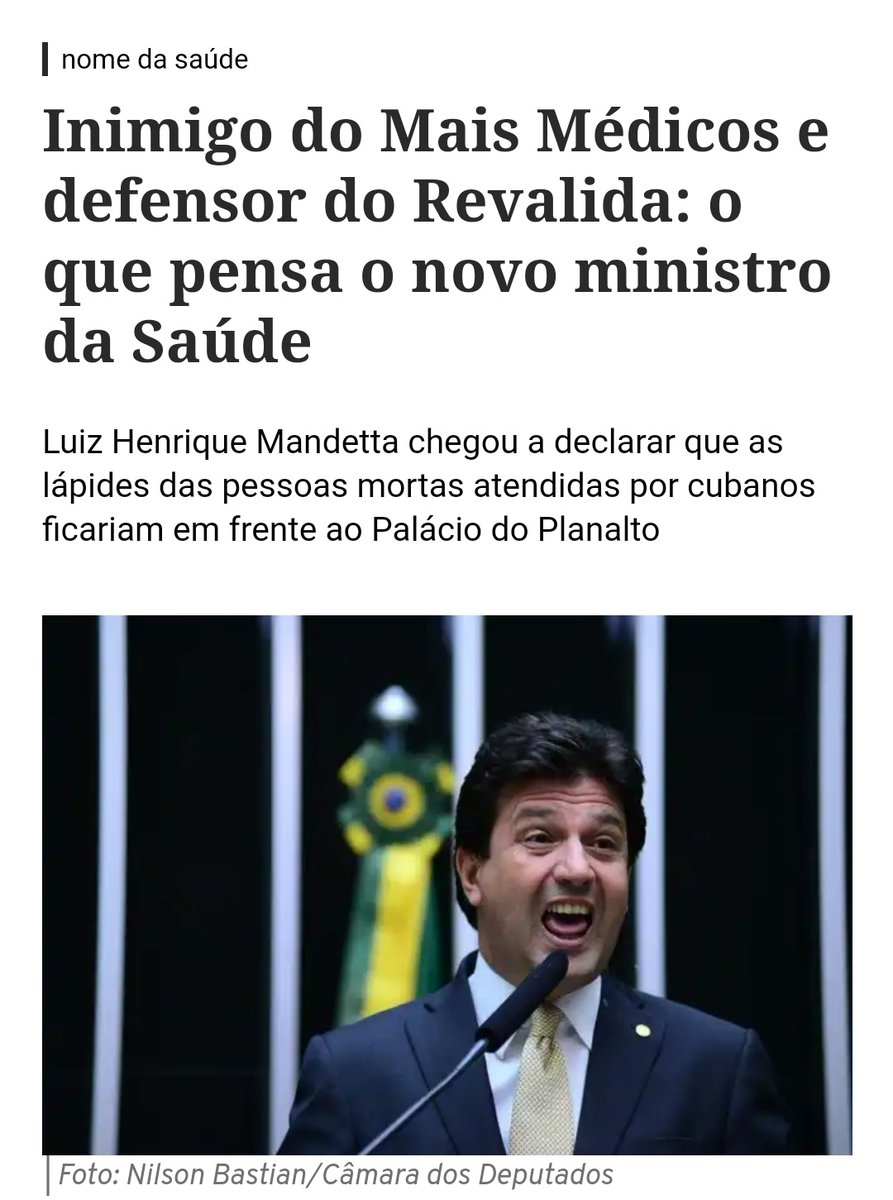 nome da saúde
Inimigo do Mais Médicos e
defensor do Revalida: o
que pensa o novo ministro
da Saúde
Luiz Henrique Mandetta chegou a declarar que as
lápides das pessoas mortas atendidas por cubanos
ficariam em frente ao Palácio do Planalto
Foto: Nilson Bastian/Câmara dos Deputados